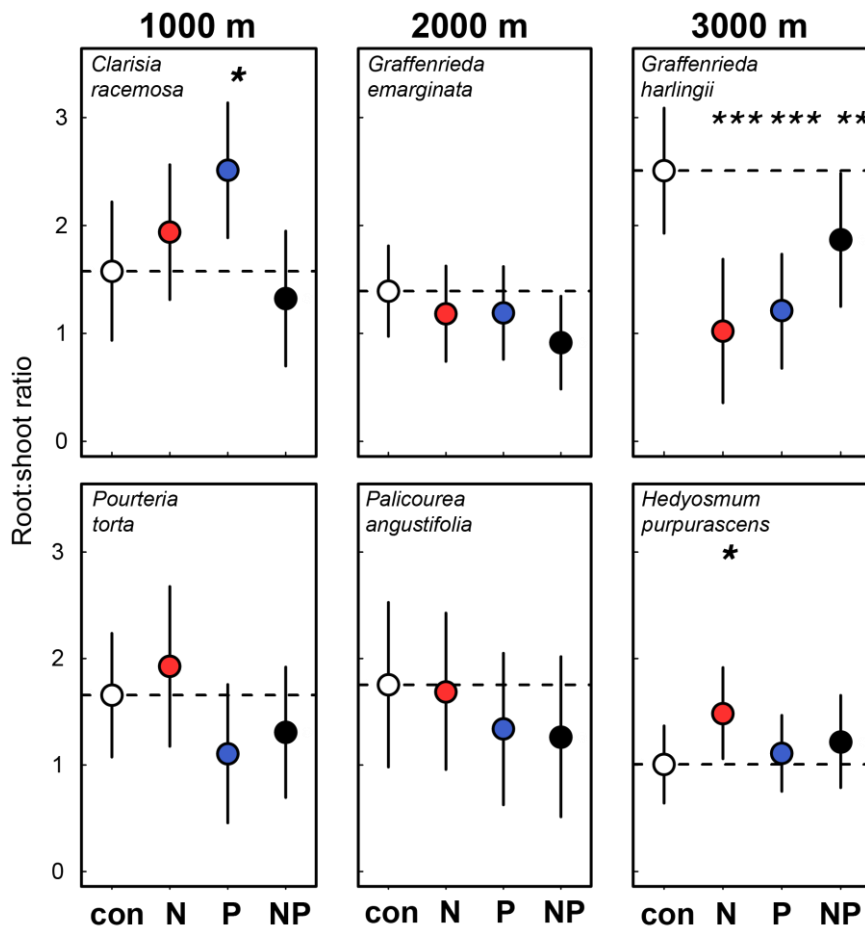 1000 m
2000 m
3000 m
Clarisia
racemosa
*
Graffenrieda
emarginata
Graffenrieda
harlingii
*** *** **
3
2
1
0
Root:shoot ratio
Pourteria
torta
Palicourea
angustifolia
Hedyosmum
purpurascens
*
3
2
1
0
con N P NP
con N P NP
con N P NP